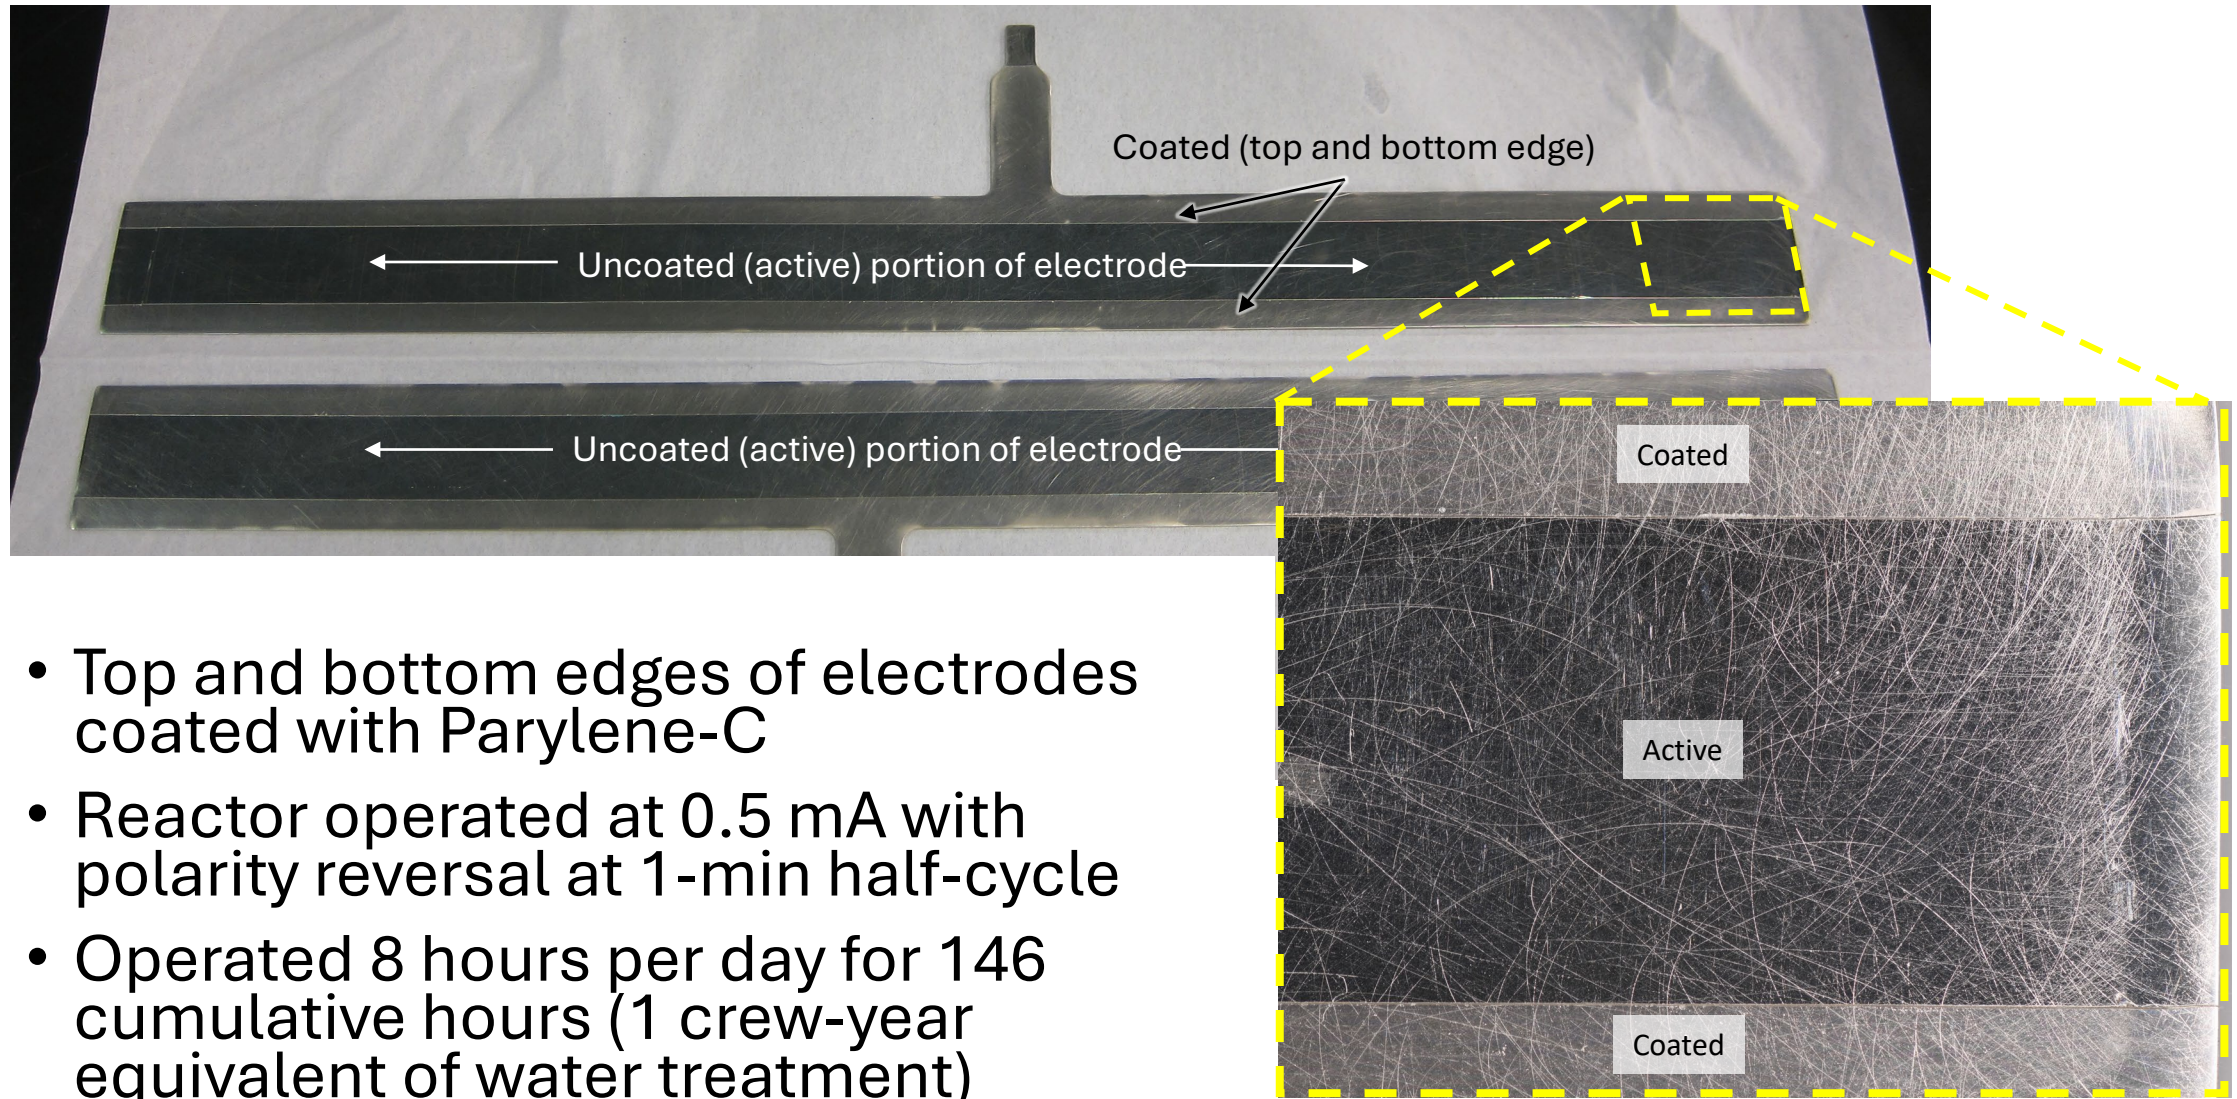 Coated (top and bottom edge)
Uncoated (active) portion of electrode
Uncoated (active) portion of electrode
Coated
Active
Coated
• Top and bottom edges of electrodes
coated with Parylene-C
• Reactor operated at 0.5 mA with
polarity reversal at 1-min half-cycle
• Operated 8 hours per day for 146
cumulative hours (1 crew-year
equivalent of water treatment)